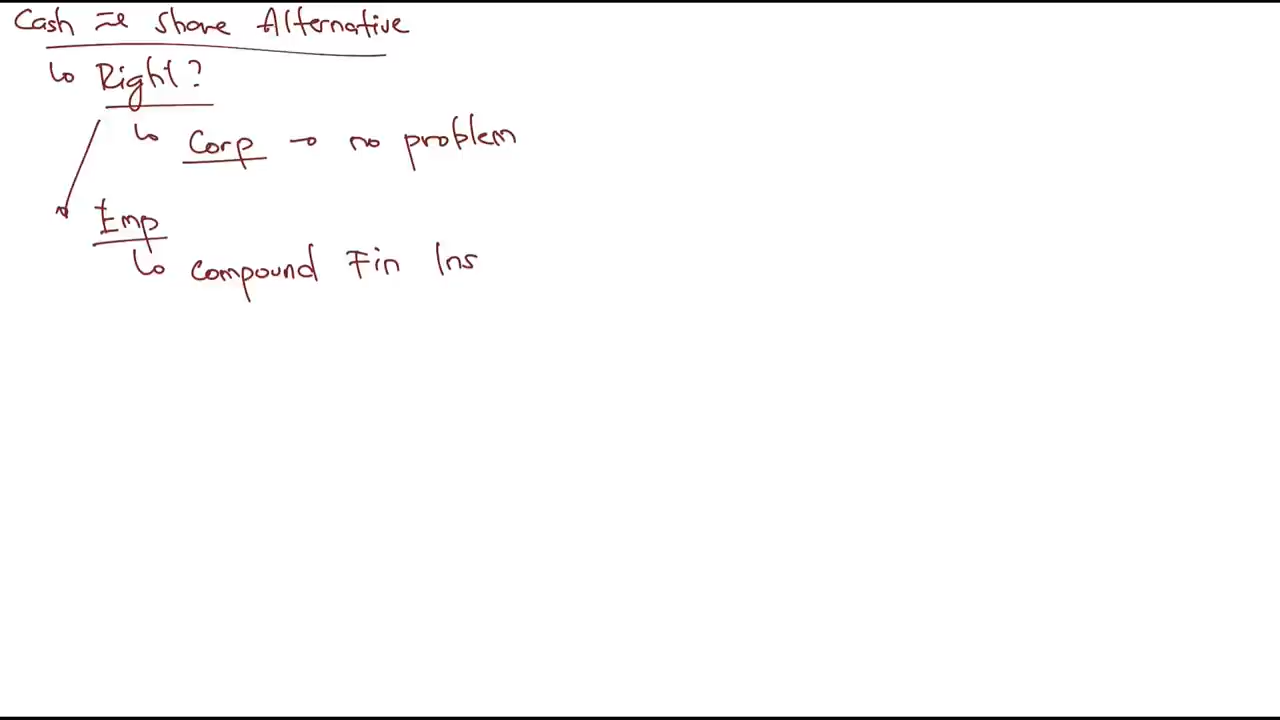 Cash ⇌ Share Alternative
↳ Right?
↳ Corp → no problem
Emp
↳ Compound Fin Ins